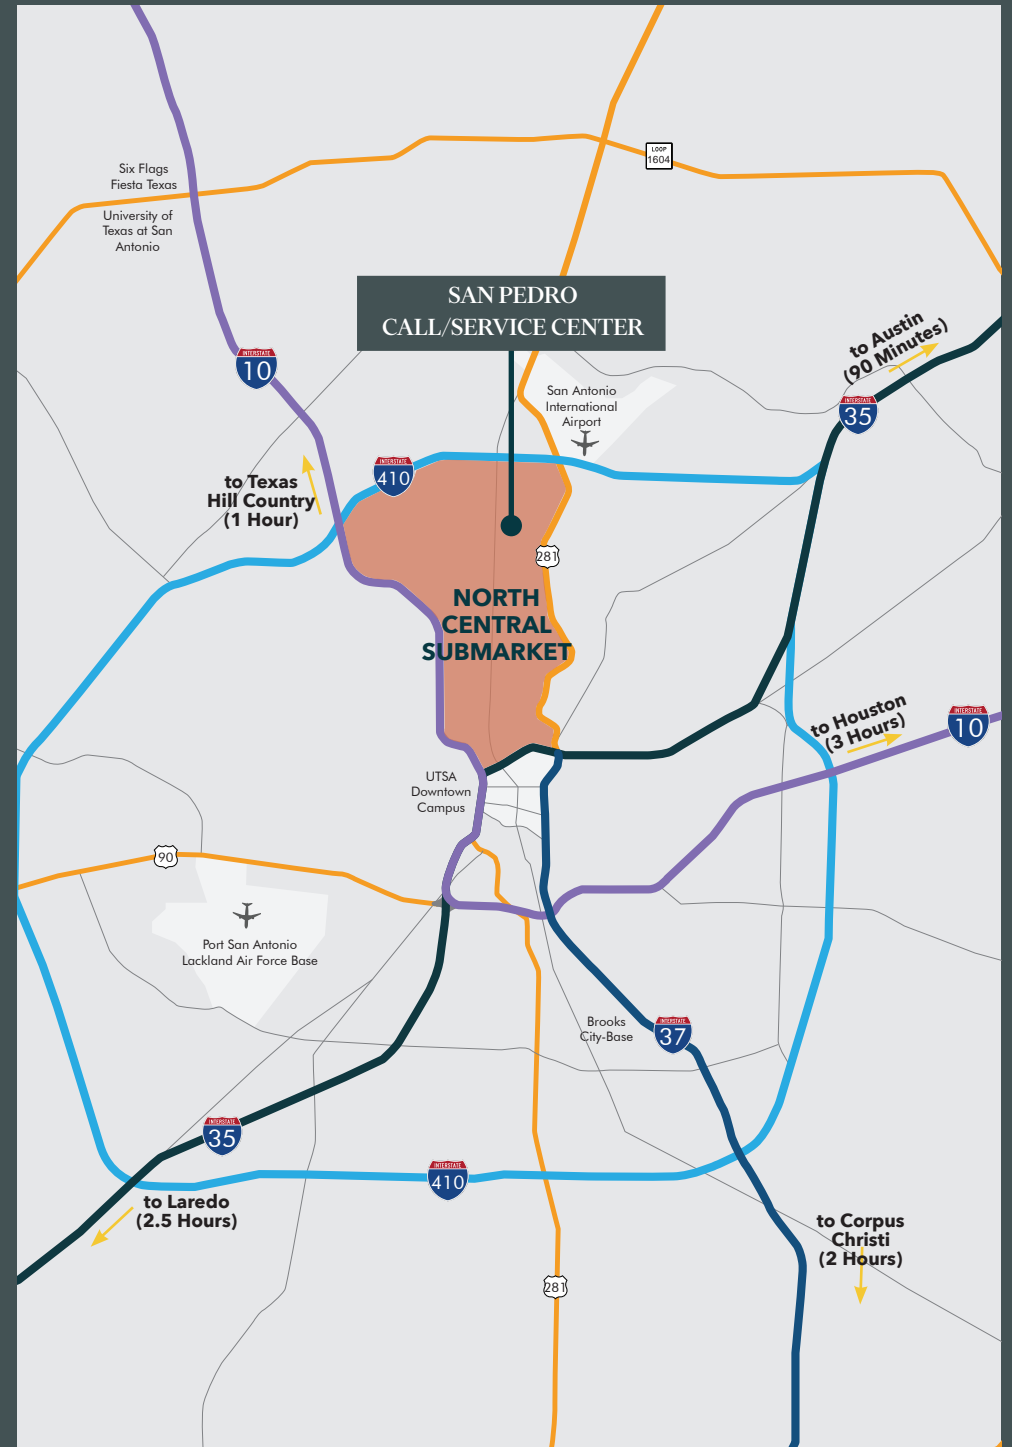 LOOP
1604
Six Flags
Fiesta Texas
University of
Texas at San
Antonio
SAN PEDRO
CALL/SERVICE CENTER
to Austin
(90 Minutes)
INTERSTATE
10
San Antonio
International
Airport
INTERSTATE
35
INTERSTATE
410
to Texas
Hill Country
(1 Hour)
281
NORTH
CENTRAL
SUBMARKET
to Houston
(3 Hours)
INTERSTATE
10
UTSA
Downtown
Campus
90
Port San Antonio
Lackland Air Force Base
Brooks
City-Base
INTERSTATE
37
INTERSTATE
35
INTERSTATE
410
to Laredo
(2.5 Hours)
to Corpus
Christi
(2 Hours)
281